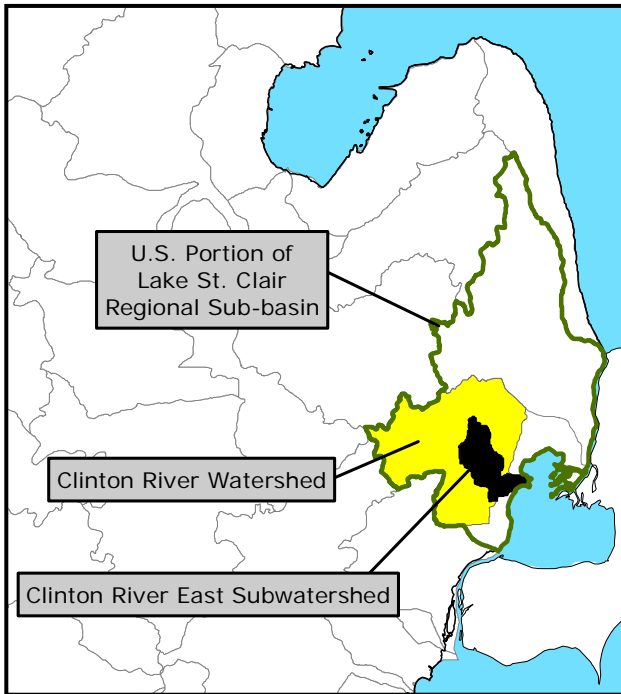 U.S. Portion of
Lake St. Clair
Regional Sub-basin
Clinton River Watershed
Clinton River East Subwatershed